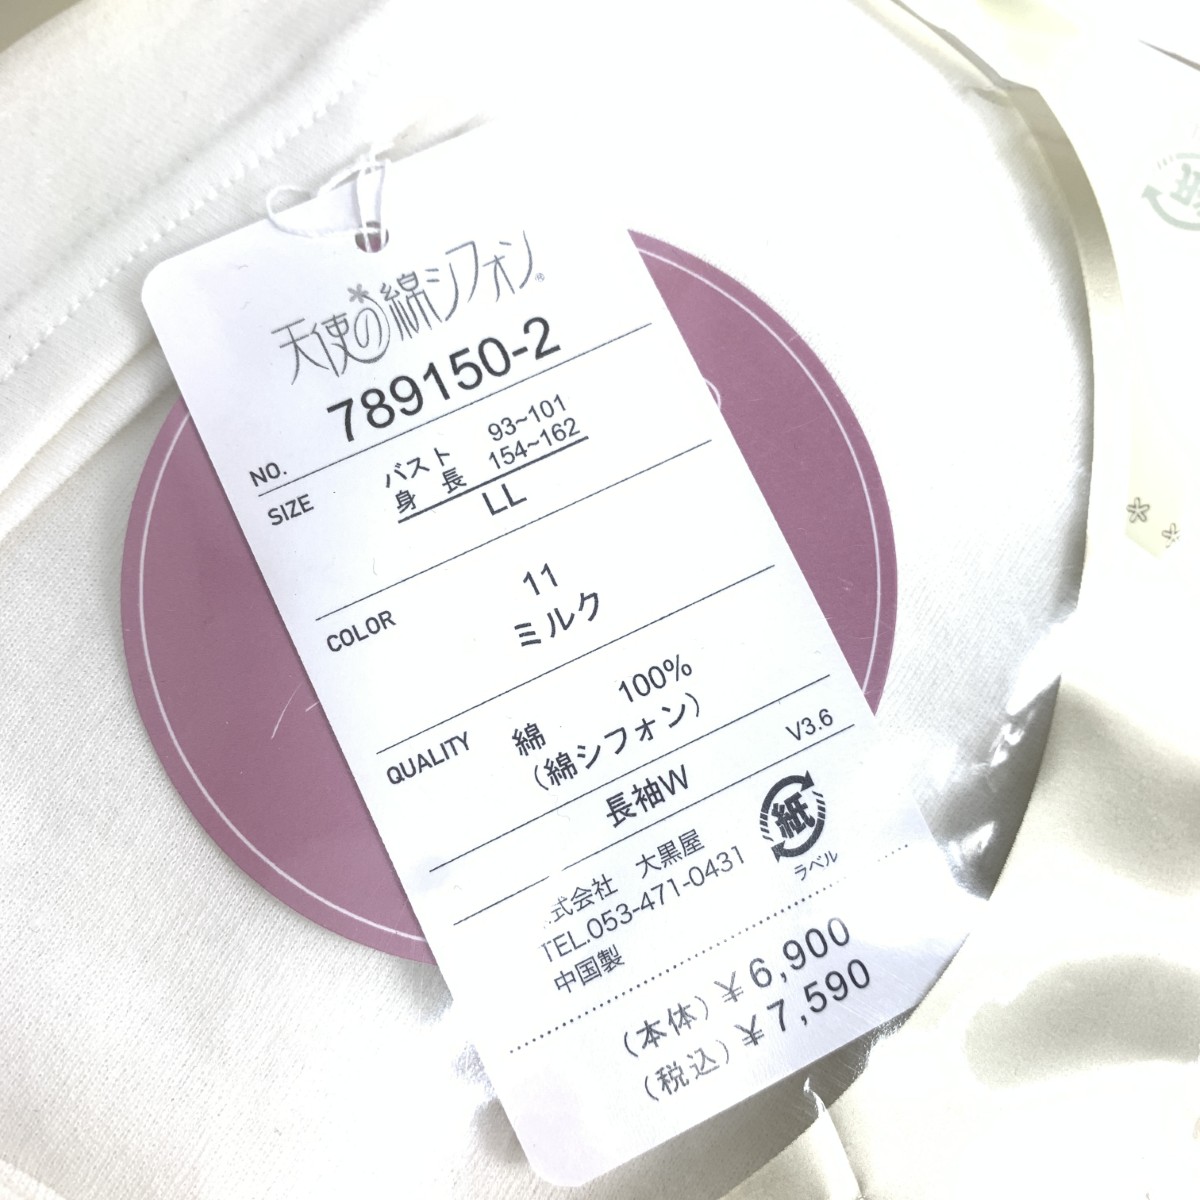 天使の綿シフォン®
NO. 789150-2
SIZE バスト 93~101
身長 154~162
LL
COLOR 11
ミルク
QUALITY 綿 100%
(綿シフォン)
V3.6
長袖W
紙
ラベル
式会社 大黒屋
TEL.053-471-0431
中国製
(本体) ¥6,900
(税込) ¥7,590